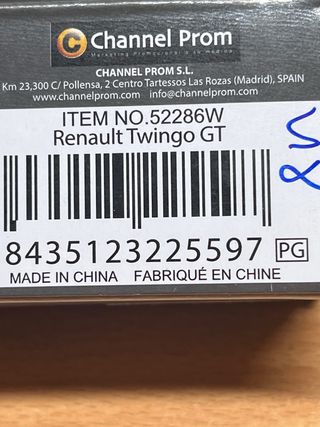 Channel Prom
Marketing Promocional a su medida
CHANNEL PROM S.L.
Km 23,300 C/ Pollensa, 2 Centro Tartessos Las Rozas (Madrid), SPAIN
www.channelprom.com info@channelprom.com
ITEM NO.52286W
Renault Twingo GT
8435123225597 PG
MADE IN CHINA FABRIQUÉ EN CHINE